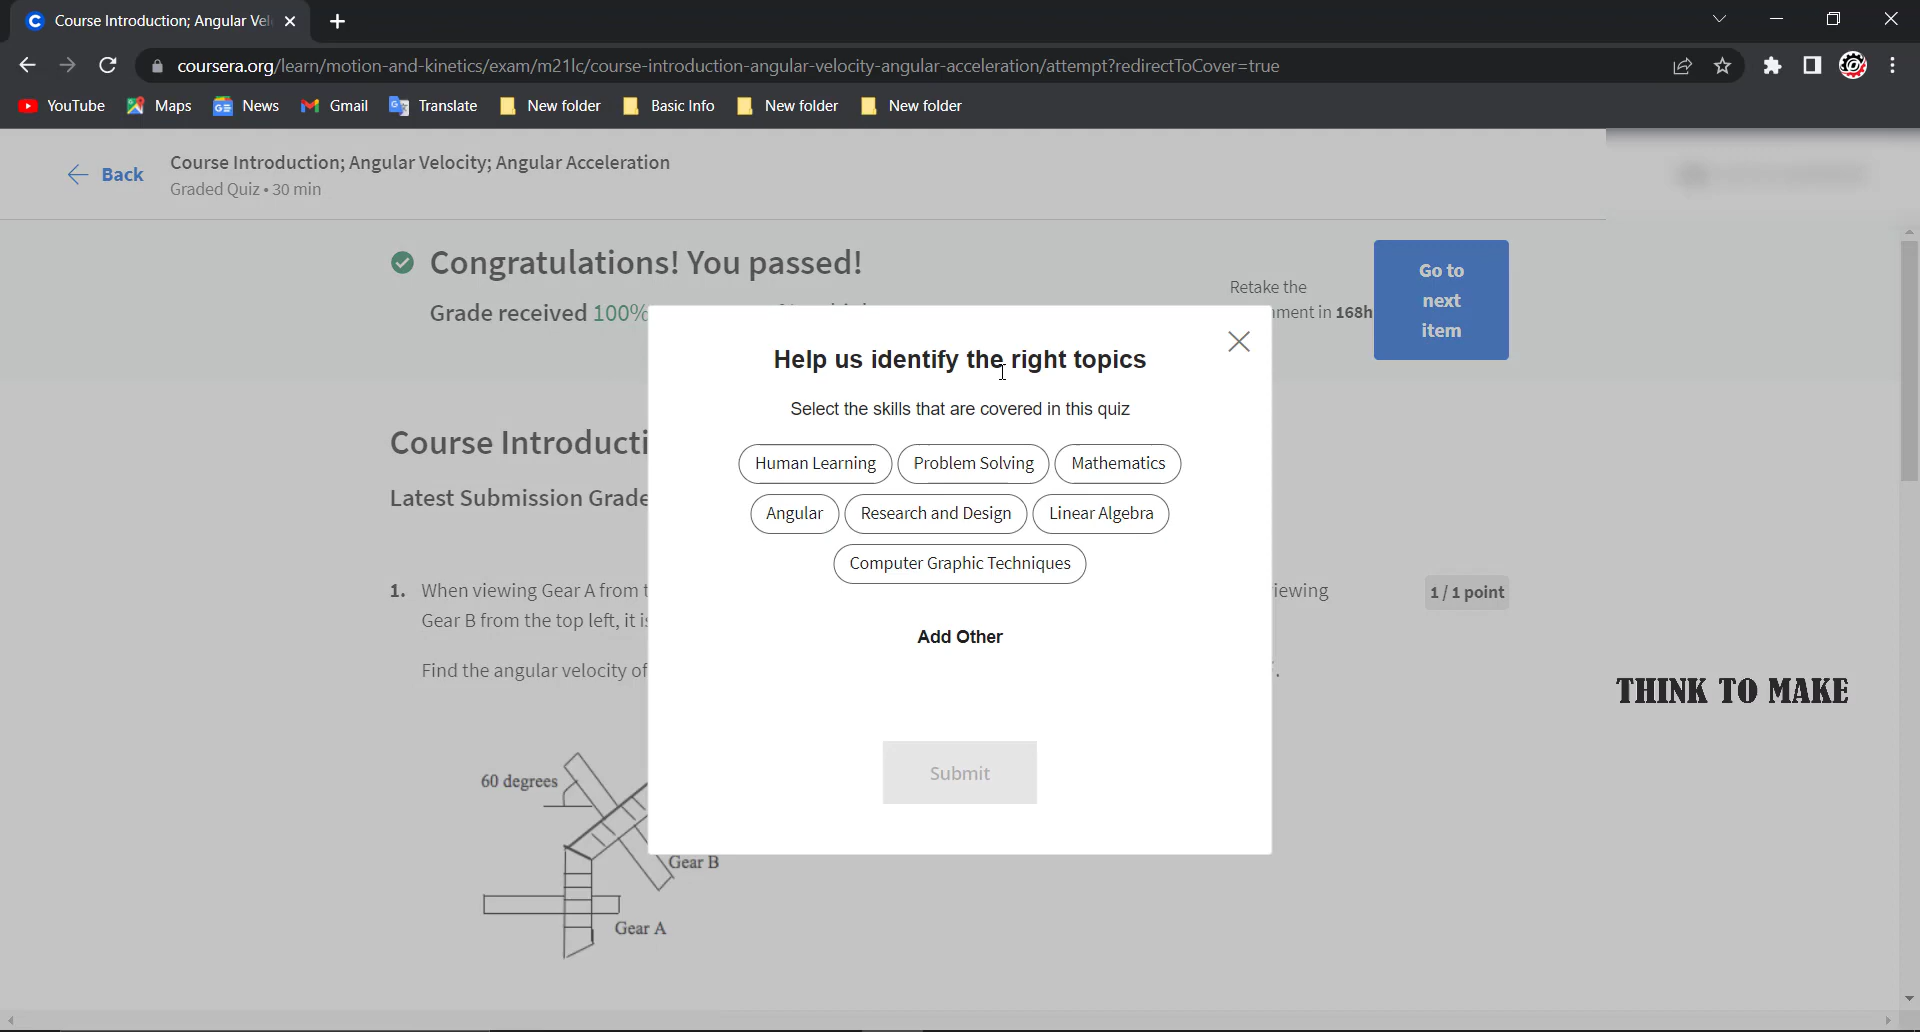 Course Introduction; Angular Vel
coursera.org/learn/motion-and-kinetics/exam/m21lc/course-introduction-angular-velocity-angular-acceleration/attempt?redirectToCover=true
YouTube Maps News Gmail Translate New folder Basic Info New folder New folder
Back
Course Introduction; Angular Velocity; Angular Acceleration
Graded Quiz • 30 min
Congratulations! You passed!
Grade received 100%
Retake the
ment in 168h
Go to
next
item
Help us identify the right topics
Select the skills that are covered in this quiz
Human Learning Problem Solving Mathematics
Angular Research and Design Linear Algebra
Computer Graphic Techniques
Add Other
Submit
Course Introducti
Latest Submission Grade
1. When viewing Gear A from t
iewing
1 / 1 point
Gear B from the top left, it is
Find the angular velocity of
THINK TO MAKE
60 degrees
Gear B
Gear A